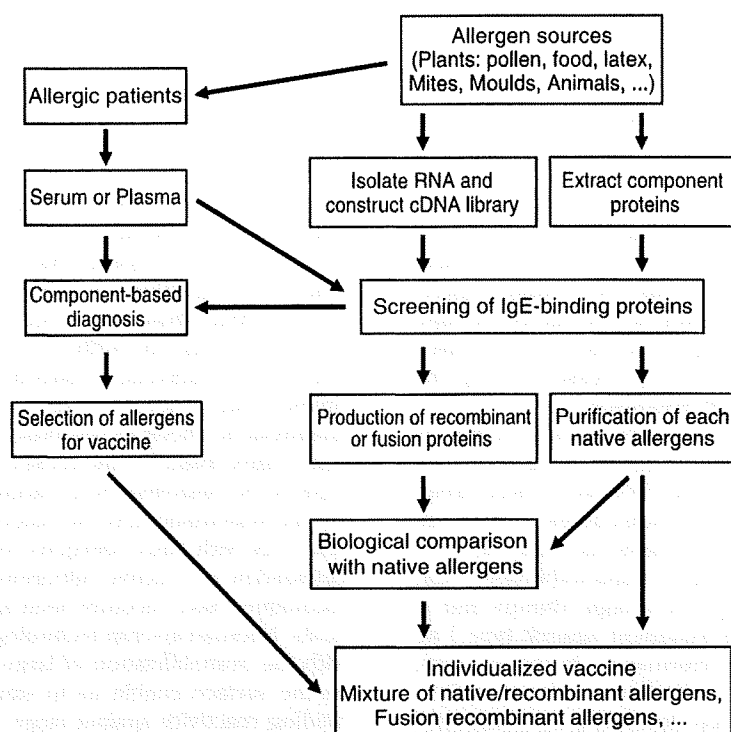 Allergen sources
(Plants: pollen, food, latex,
Mites, Moulds, Animals, ...)
Allergic patients
Serum or Plasma
Isolate RNA and
construct cDNA library
Extract component
proteins
Component-based
diagnosis
Screening of IgE-binding proteins
Selection of allergens
for vaccine
Production of recombinant
or fusion proteins
Purification of each
native allergens
Biological comparison
with native allergens
Individualized vaccine
Mixture of native/recombinant allergens,
Fusion recombinant allergens, ...